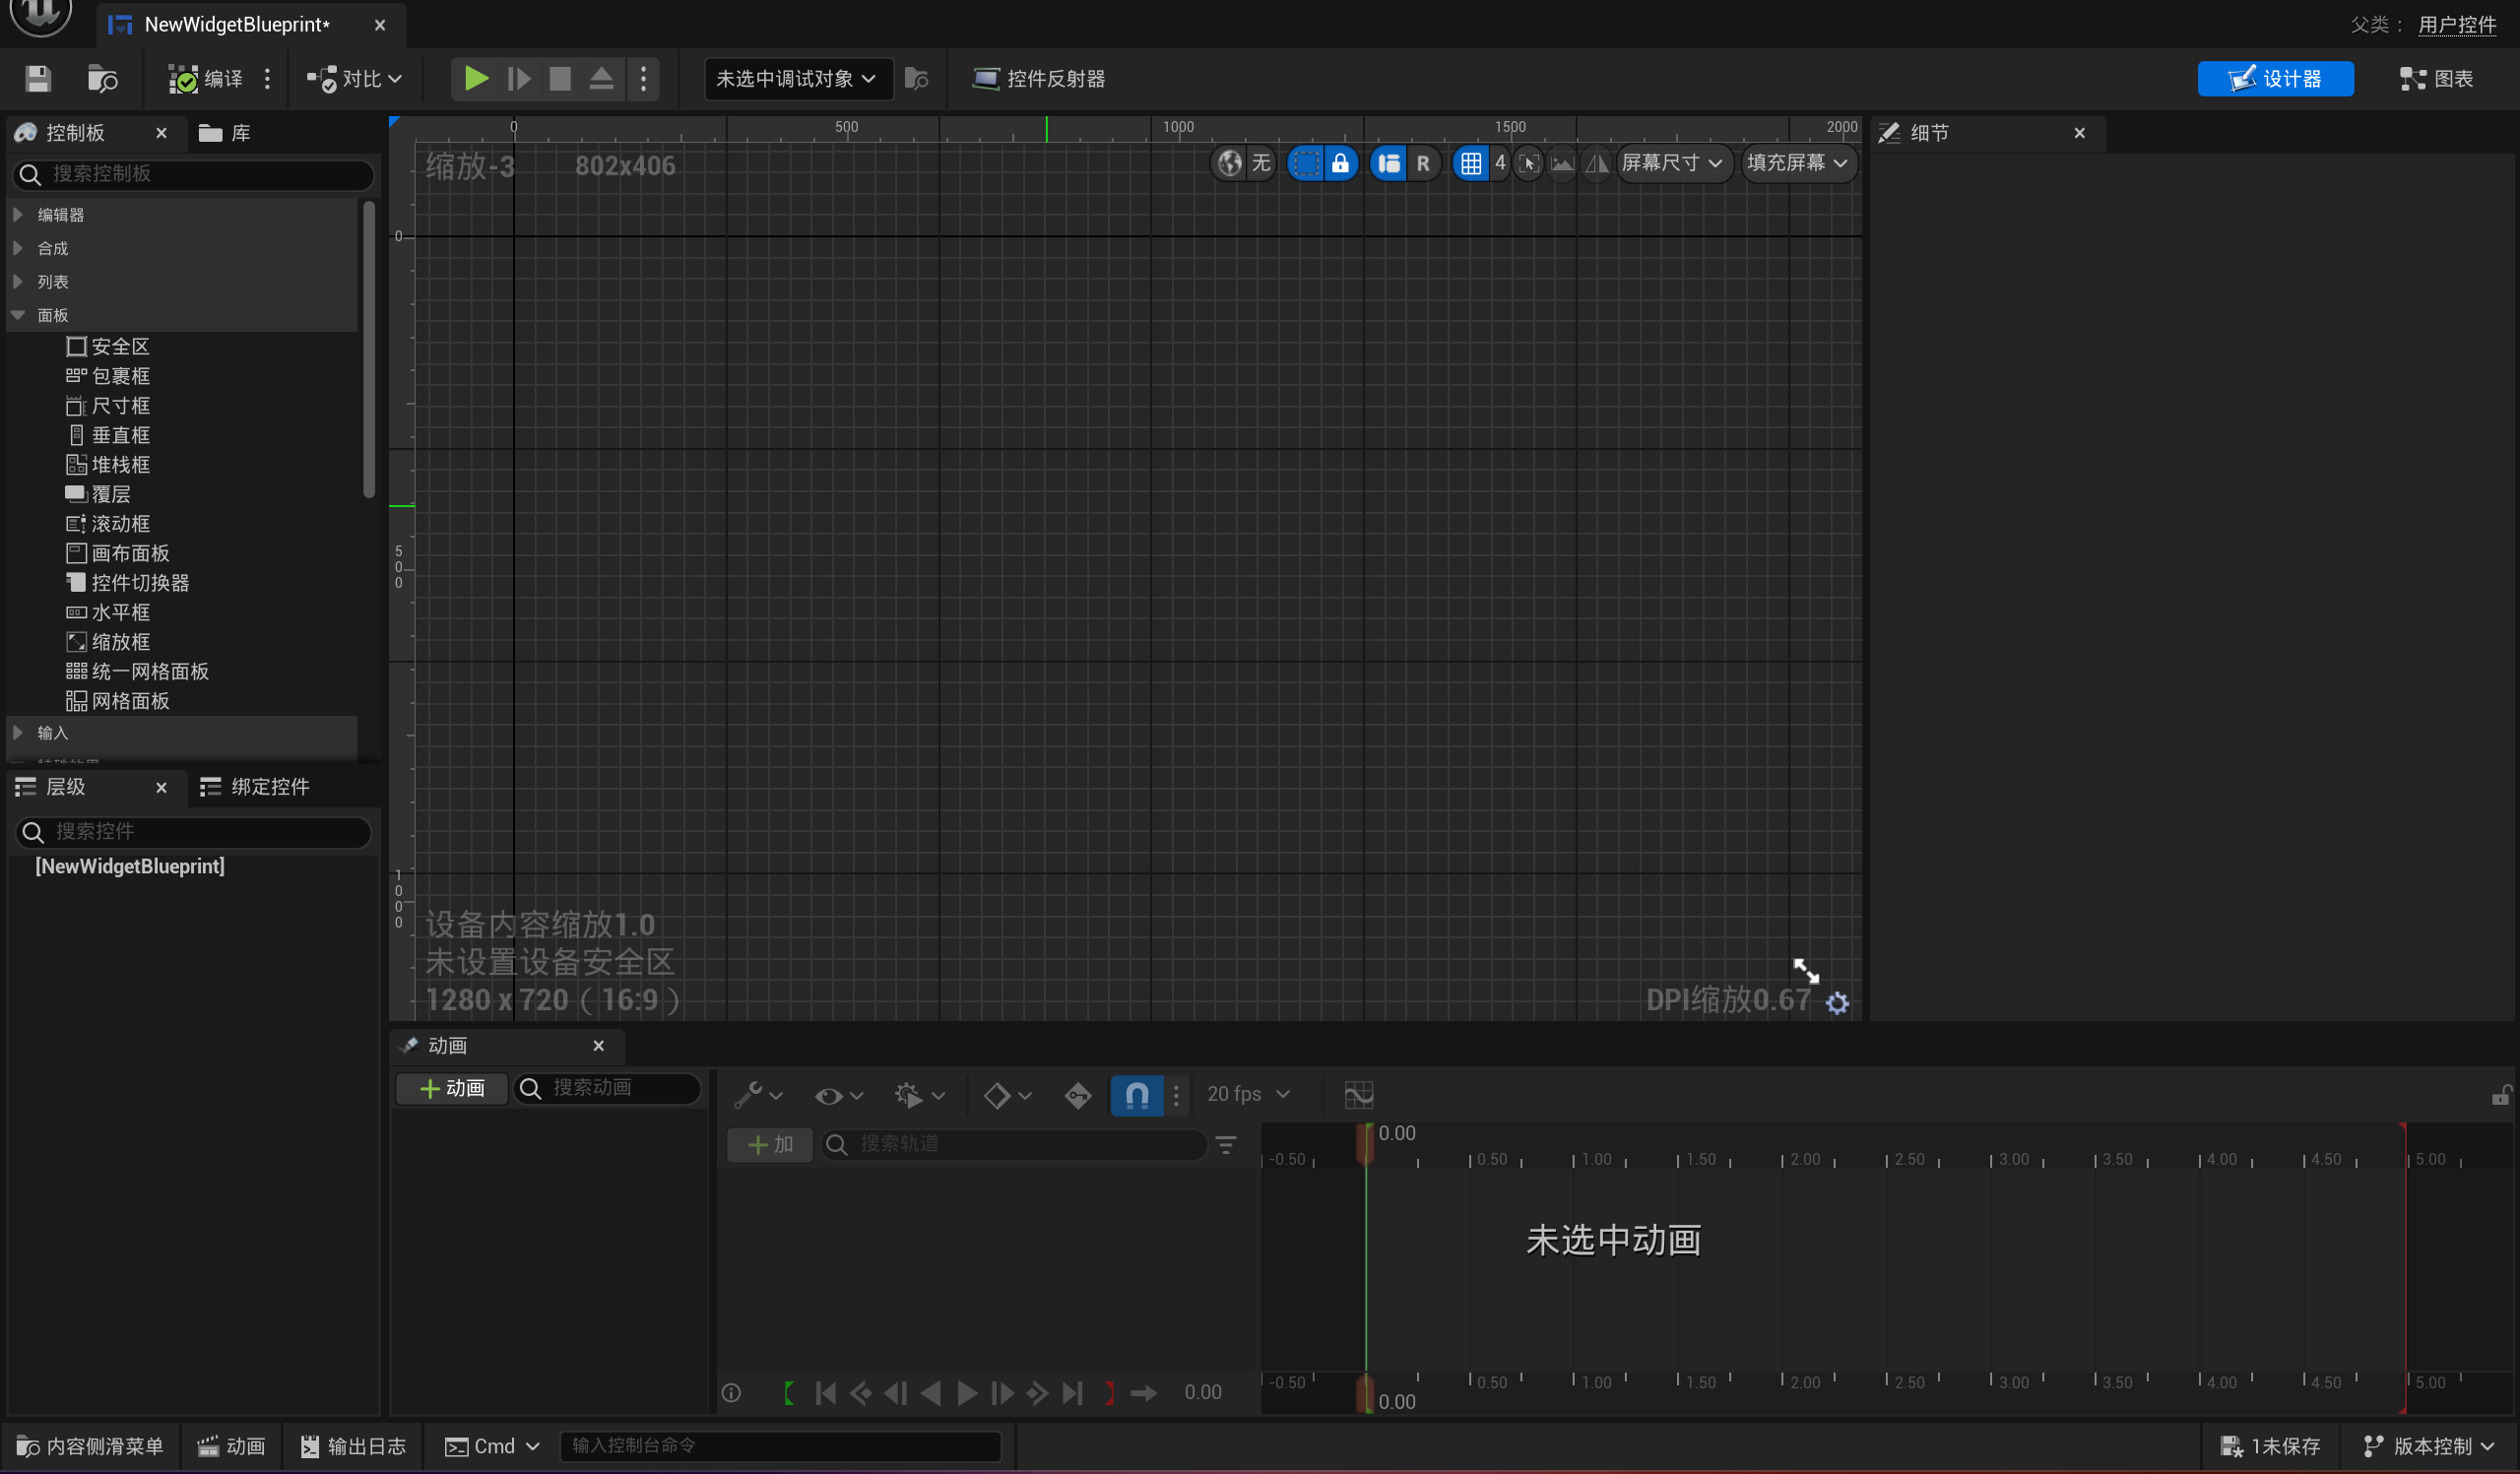 NewWidgetBlueprint*
父类： 用户控件
编译
对比
未选中调试对象
控件反射器
设计器
图表
控制板
库
搜索控制板
编辑器
合成
列表
面板
安全区
包裹框
尺寸框
垂直框
堆栈框
覆层
滚动框
画布面板
控件切换器
水平框
缩放框
统一网格面板
网格面板
输入
层级
绑定控件
搜索控件
[NewWidgetBlueprint]
0 500 1000 1500 2000
缩放-3 802x406
无
R
4
屏幕尺寸
填充屏幕
0
500
1000
设备内容缩放1.0
未设置设备安全区
1280 x 720（16:9）
DPI缩放0.67
细节
动画
动画
搜索动画
20 fps
加
搜索轨道
0.00
-0.50 0.50 1.00 1.50 2.00 2.50 3.00 3.50 4.00 4.50 5.00
未选中动画
0.00
-0.50 0.50 1.00 1.50 2.00 2.50 3.00 3.50 4.00 4.50 5.00
0.00
内容侧滑菜单
动画
输出日志
Cmd
输入控制台命令
1未保存
版本控制